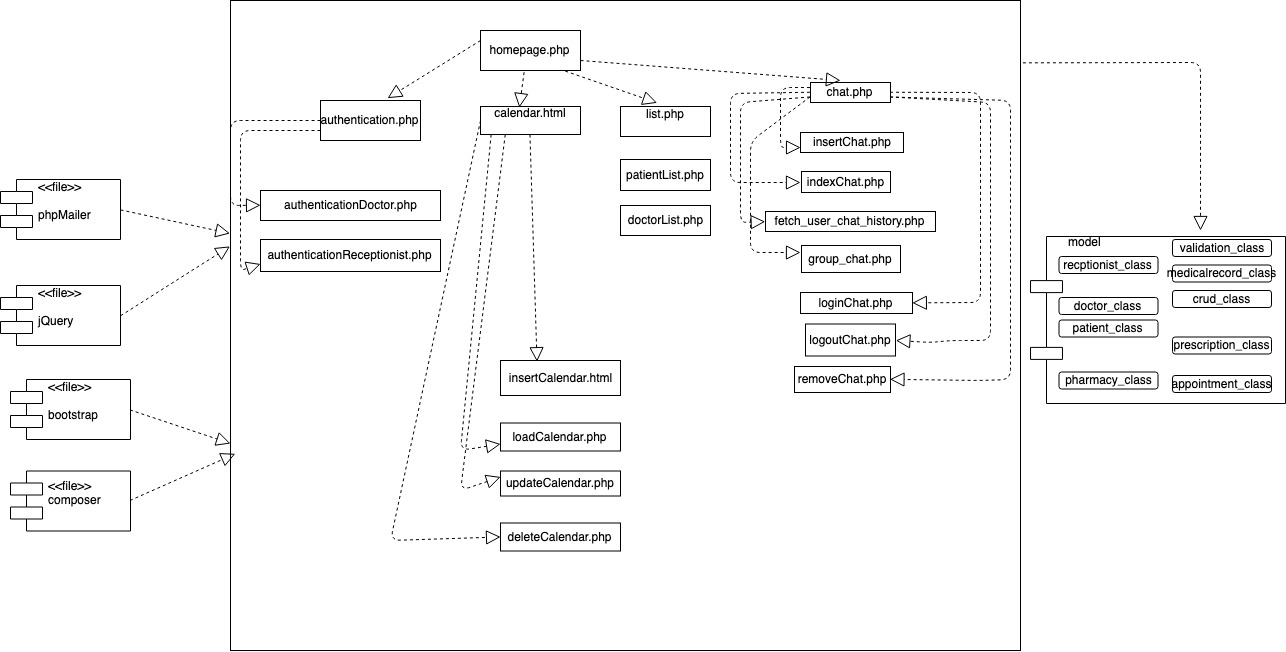 homepage.php
chat.php
authentication.php
calendar.html
list.php
insertChat.php
patientList.php
indexChat.php
<<file>>
phpMailer
authenticationDoctor.php
doctorList.php
fetch_user_chat_history.php
authenticationReceptionist.php
group_chat.php
model
validation_class
recptionist_class
medicalrecord_class
<<file>>
jQuery
loginChat.php
doctor_class
crud_class
patient_class
logoutChat.php
prescription_class
insertCalendar.html
removeChat.php
pharmacy_class
appointment_class
<<file>>
bootstrap
loadCalendar.php
<<file>>
composer
updateCalendar.php
deleteCalendar.php